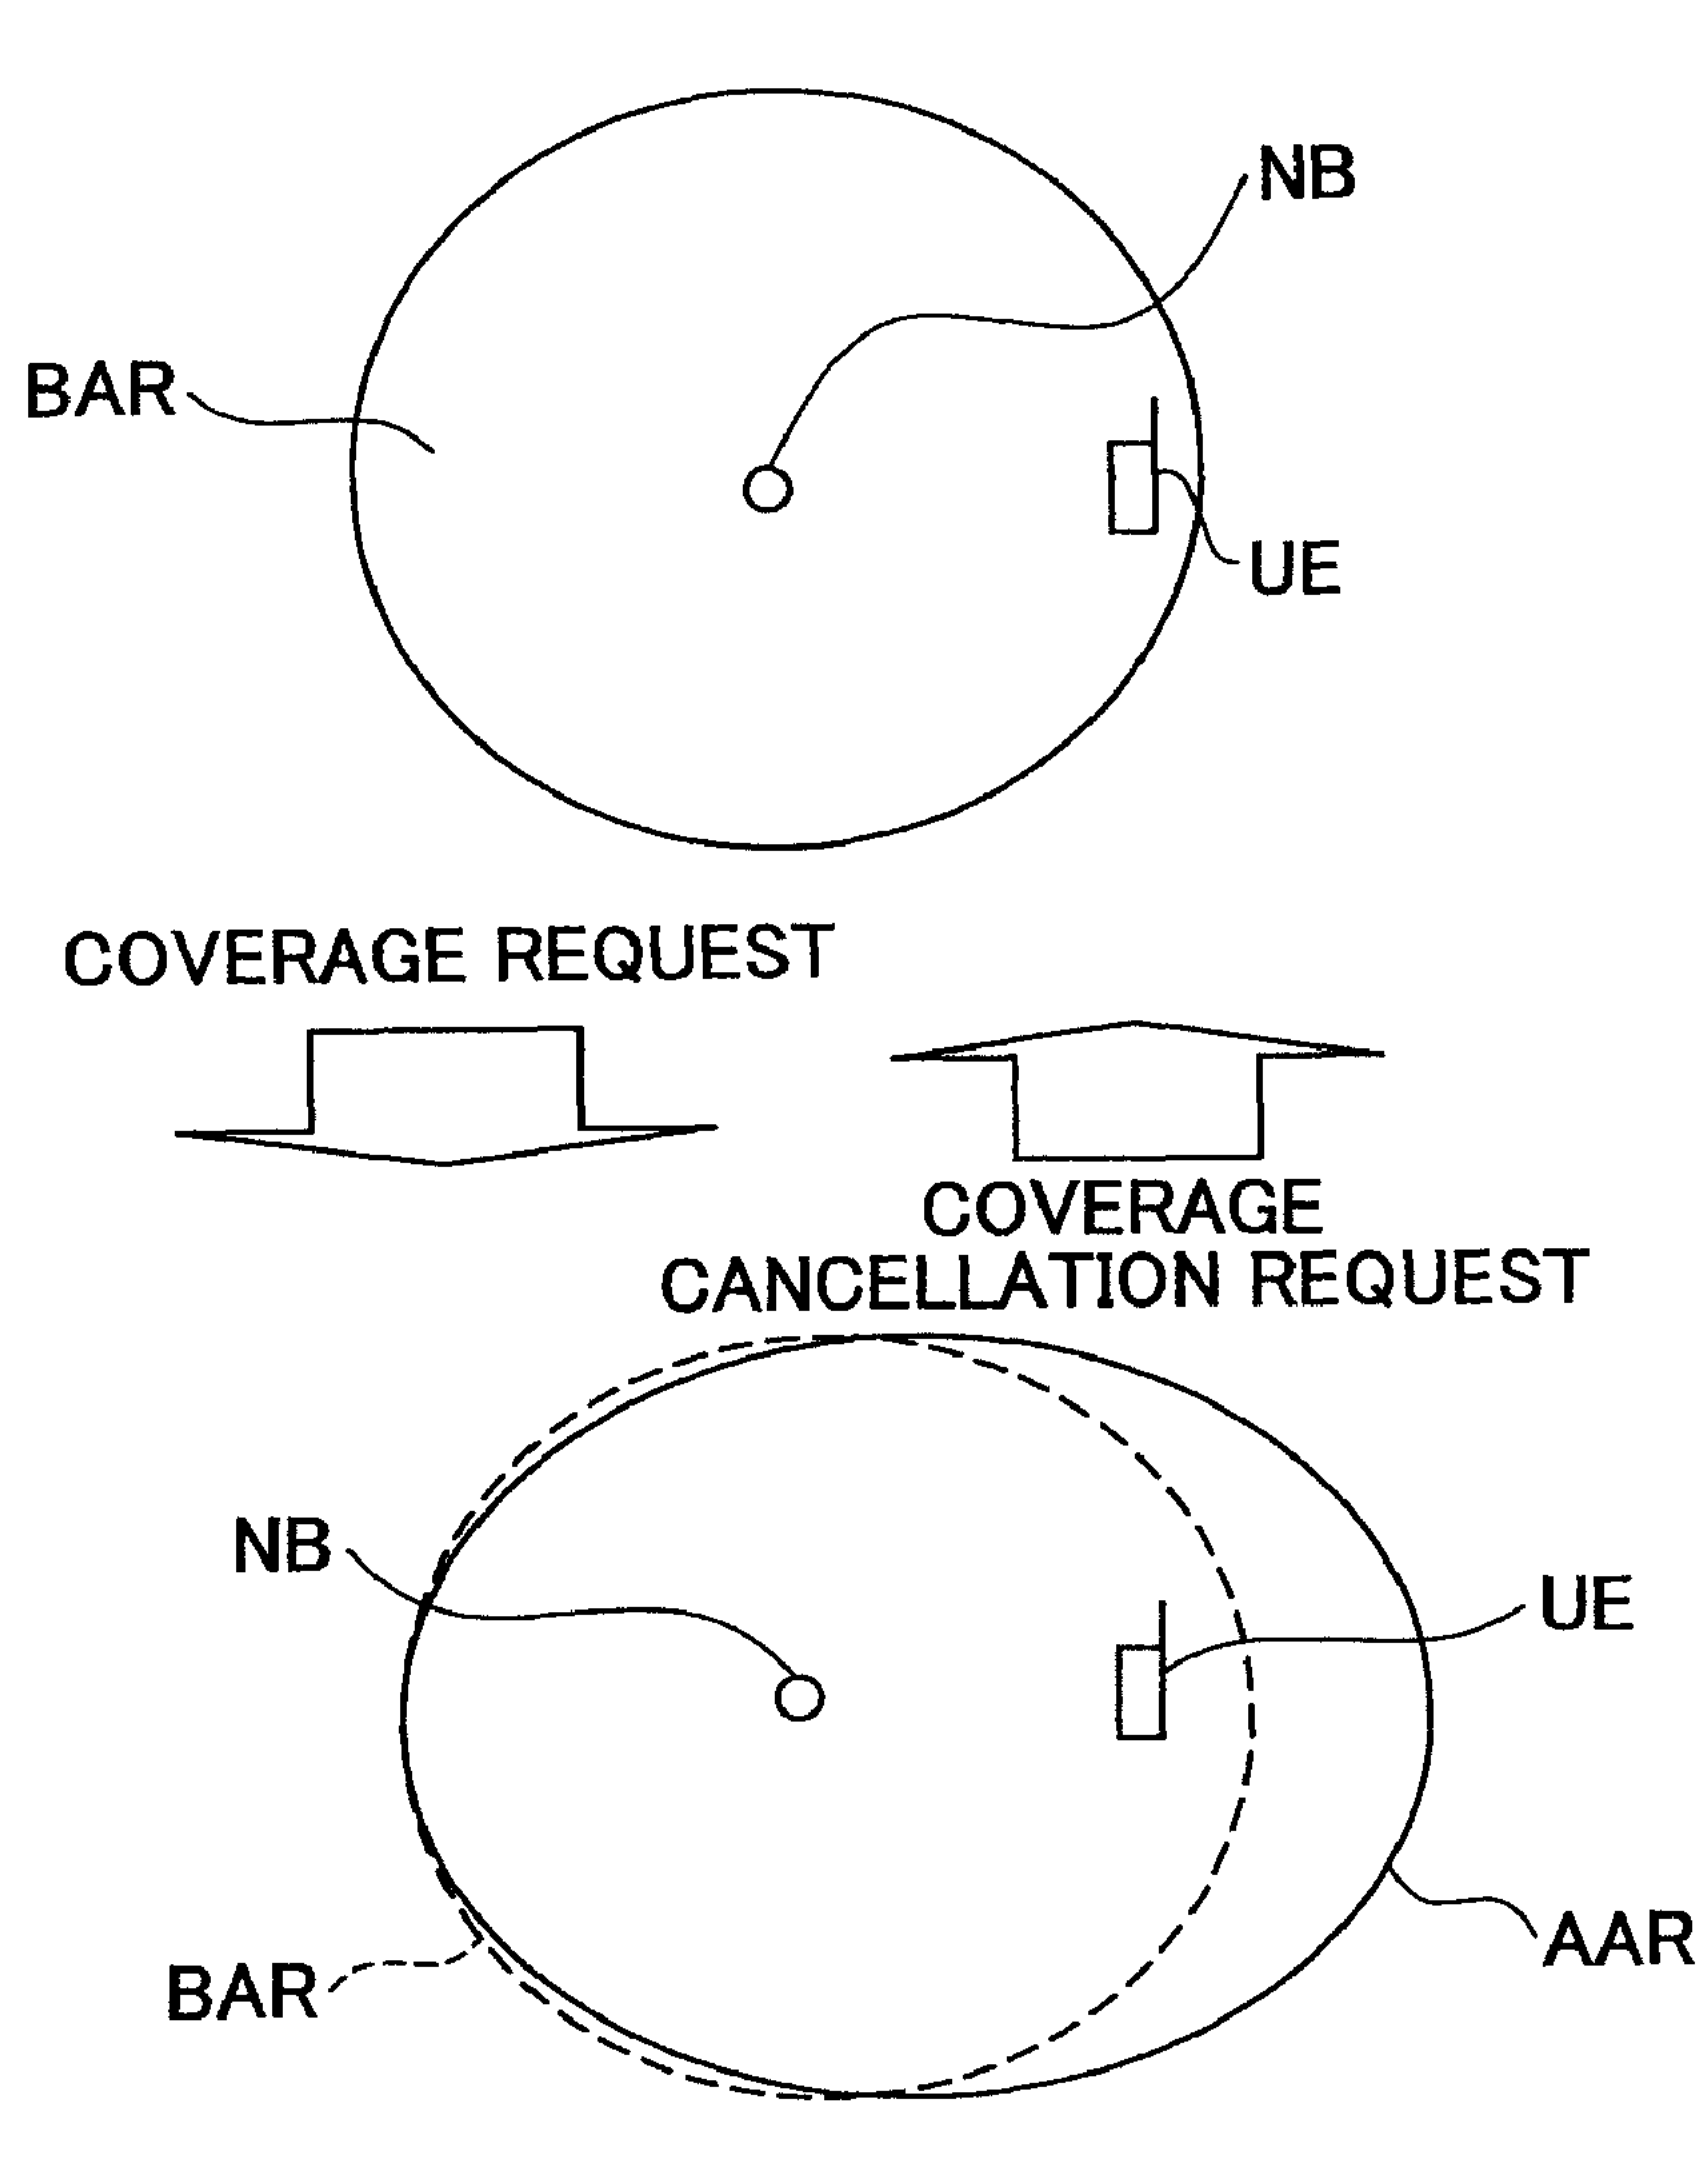 NB
BAR
UE
COVERAGE REQUEST
COVERAGE
CANCELLATION REQUEST
NB
UE
AAR
BAR